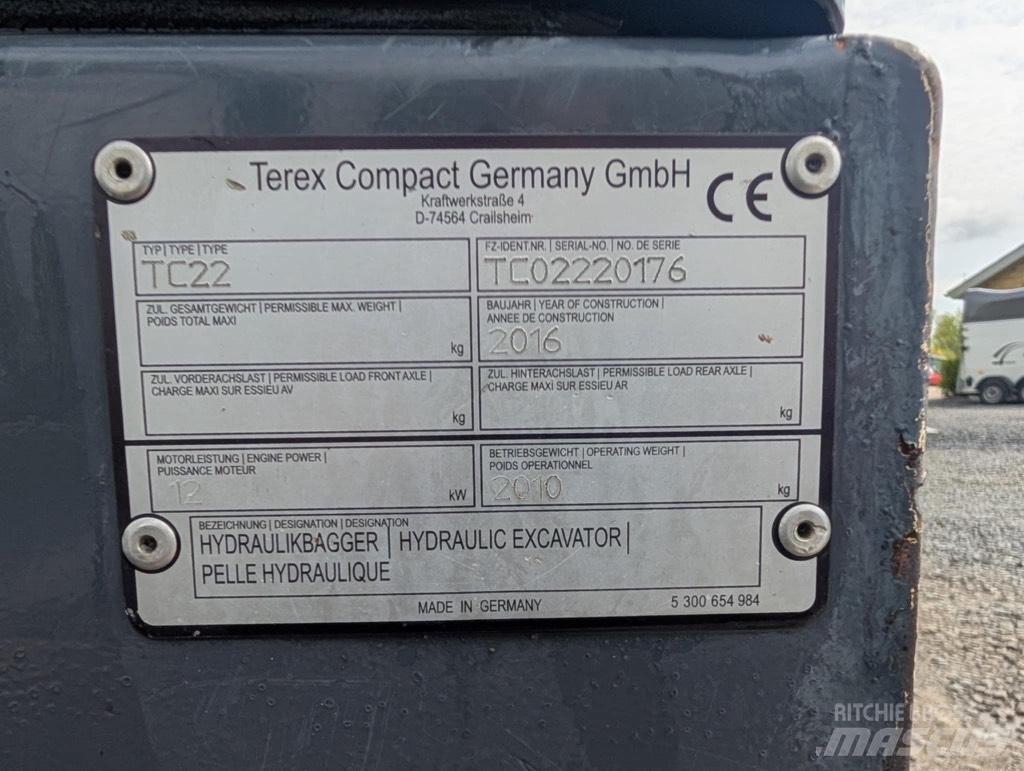 Terex Compact Germany GmbH
Kraftwerkstraße 4
D-74564 Crailsheim
CE
TYP | TYPE | TYPE
TC22
FZ-IDENT.NR. | SERIAL-NO. | NO. DE SERIE
TC02220176
ZUL. GESAMTGEWICHT | PERMISSIBLE MAX. WEIGHT |
POIDS TOTAL MAXI
kg
BAUJAHR | YEAR OF CONSTRUCTION |
ANNEE DE CONSTRUCTION
2016
ZUL. VORDERACHSLAST | PERMISSIBLE LOAD FRONT AXLE |
CHARGE MAXI SUR ESSIEU AV
kg
ZUL. HINTERACHSLAST | PERMISSIBLE LOAD REAR AXLE |
CHARGE MAXI SUR ESSIEU AR
kg
MOTORLEISTUNG | ENGINE POWER |
PUISSANCE MOTEUR
12 kW
BETRIEBSGEWICHT | OPERATING WEIGHT |
POIDS OPERATIONNEL
2010 kg
BEZEICHNUNG | DESIGNATION | DESIGNATION
HYDRAULIKBAGGER | HYDRAULIC EXCAVATOR |
PELLE HYDRAULIQUE
MADE IN GERMANY 5 300 654 984
RITCHIE BROS.
MASCUS